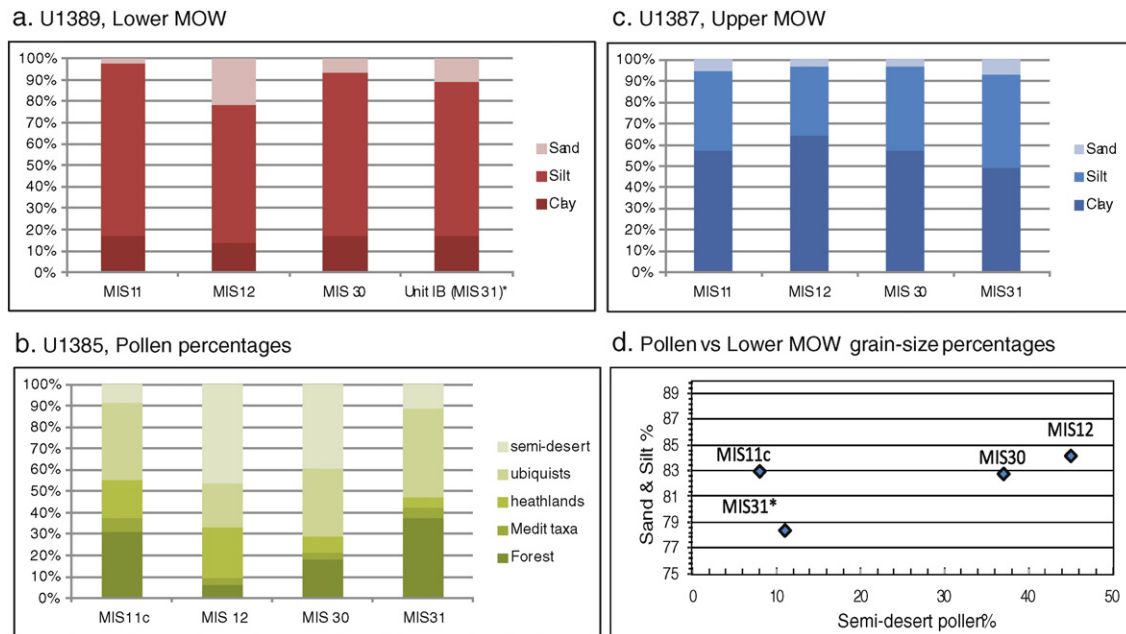 a. U1389, Lower MOW
100%
90%
80%
70%
60%
50%
40%
30%
20%
10%
0%
MIS11
MIS12
MIS 30
Unit IB (MIS31)*
Sand
Silt
Clay
c. U1387, Upper MOW
100%
90%
80%
70%
60%
50%
40%
30%
20%
10%
0%
MIS11
MIS12
MIS 30
MIS31
Sand
Silt
Clay
b. U1385, Pollen percentages
100%
90%
80%
70%
60%
50%
40%
30%
20%
10%
0%
MIS11c
MIS 12
MIS 30
MIS31
semi-desert
ubiquists
heathlands
Medit taxa
Forest
d. Pollen vs Lower MOW grain-size percentages
Sand & Silt %
89
87
85
83
81
79
77
75
MIS12
MIS11c
MIS30
MIS31*
0
10
20
30
40
50
Semi-desert pollen%